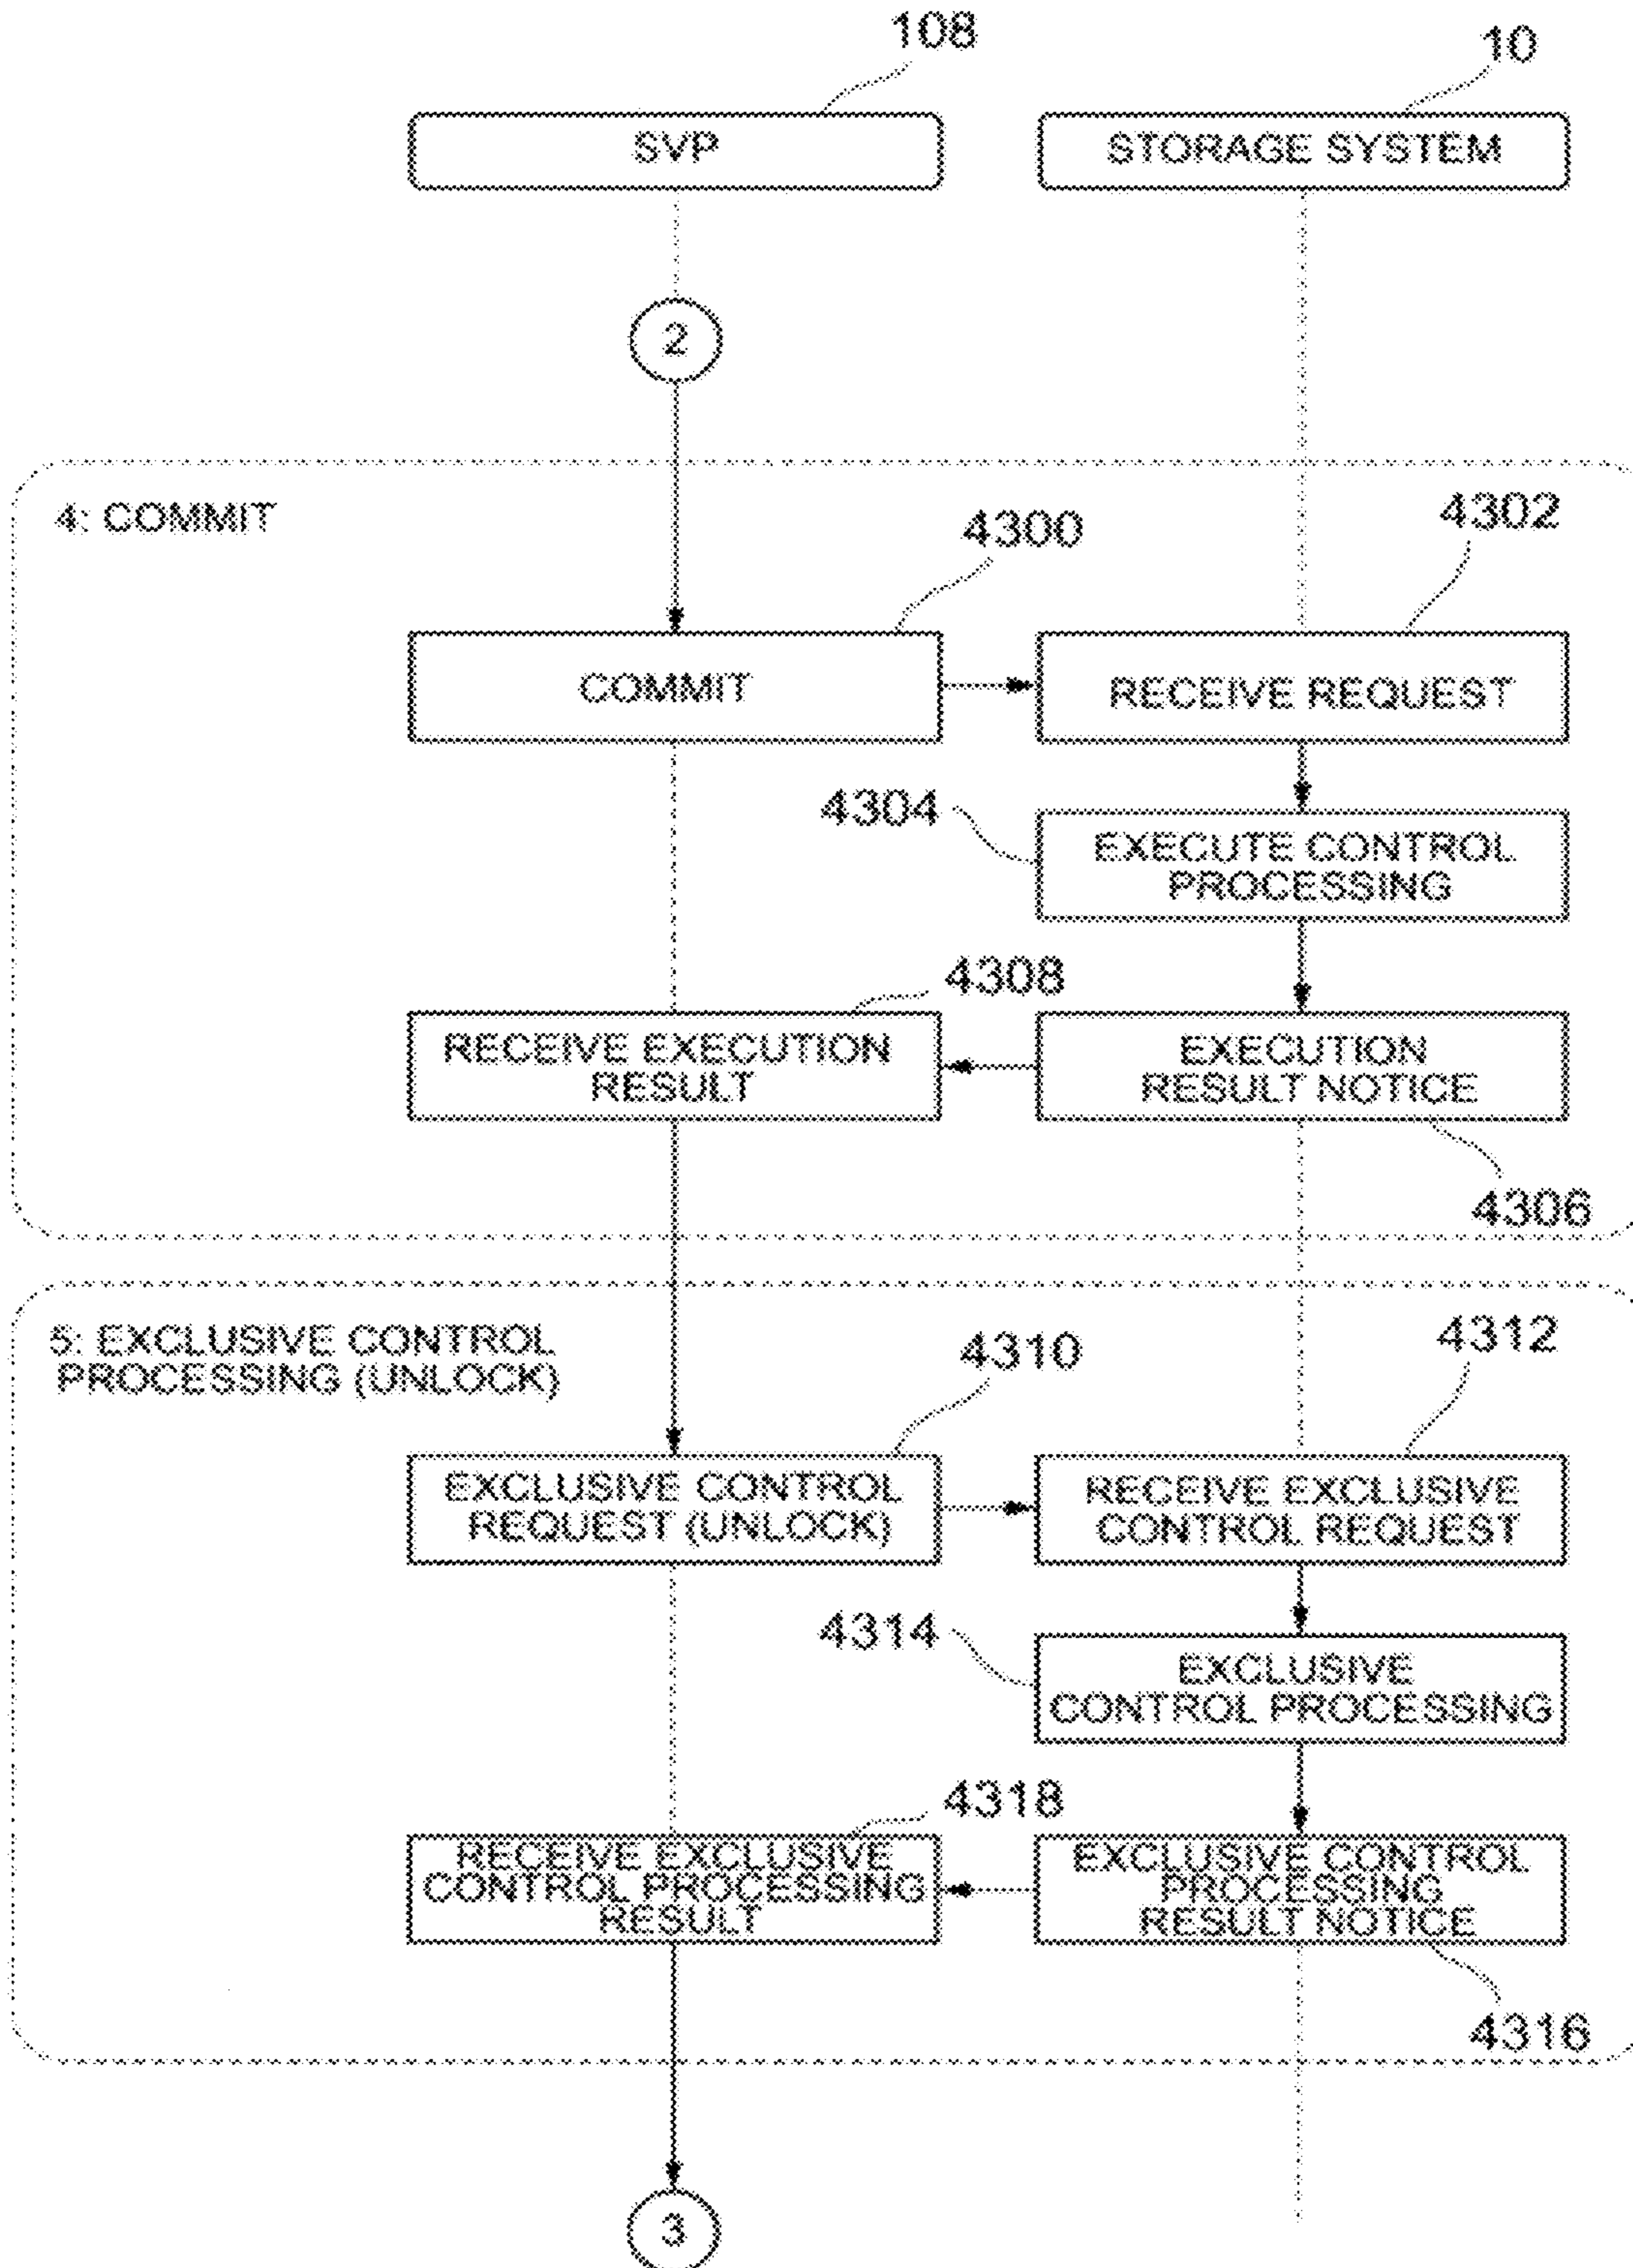 108
10
SVP
STORAGE SYSTEM
2
4: COMMIT
4300
4302
COMMIT
RECEIVE REQUEST
4304
EXECUTE CONTROL
PROCESSING
4308
RECEIVE EXECUTION
RESULT
EXECUTION
RESULT NOTICE
4306
5: EXCLUSIVE CONTROL
PROCESSING (UNLOCK)
4310
4312
EXCLUSIVE CONTROL
REQUEST (UNLOCK)
RECEIVE EXCLUSIVE
CONTROL REQUEST
4314
EXCLUSIVE
CONTROL PROCESSING
4318
RECEIVE EXCLUSIVE
CONTROL PROCESSING
RESULT
EXCLUSIVE CONTROL
PROCESSING
RESULT NOTICE
4316
3